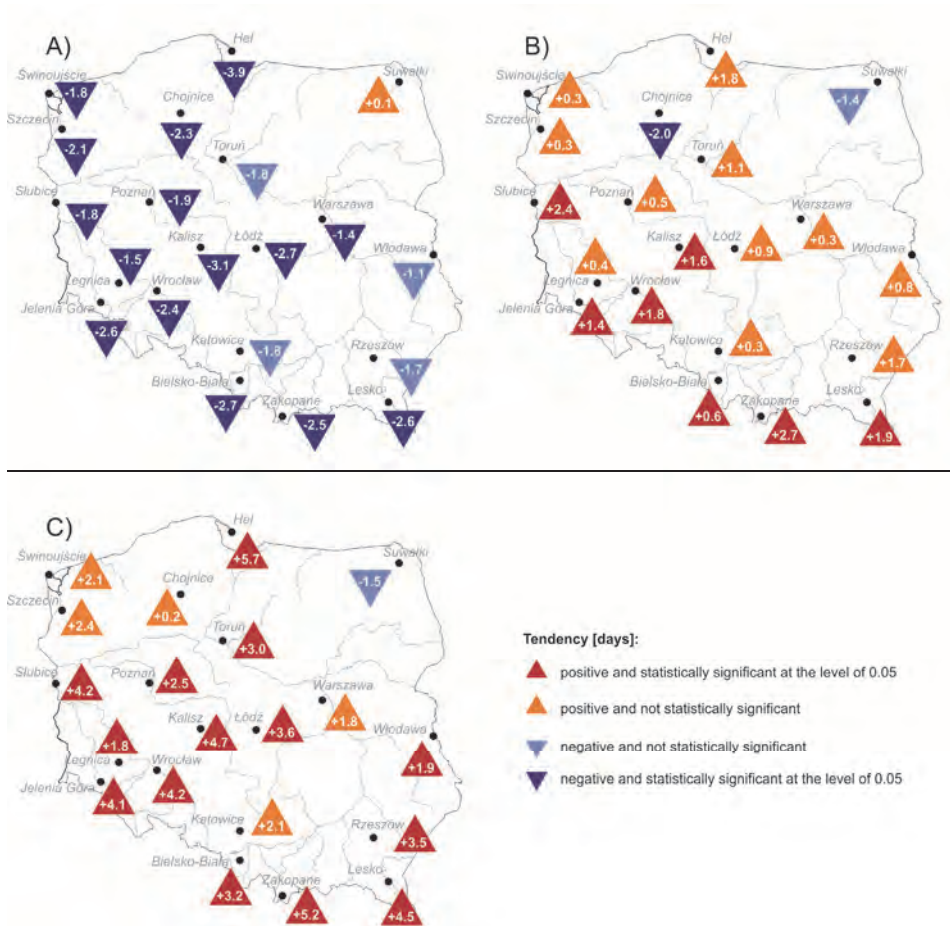 A)
Hel
-3.9
Świnoujście
-1.8
Suwałki
+0.1
Chojnice
-2.3
Szczecin
-2.1
Toruń
-1.8
Słubice
-1.8
Poznań
-1.9
Warszawa
-1.4
Kalisz
-3.1
Łódź
-2.7
Włodawa
-1.1
-1.5
Legnica
Wrocław
-2.4
Jelenia Góra
-2.6
Katowice
-1.8
Rzeszów
-1.7
Bielsko-Biała
-2.7
Zakopane
-2.5
Lesko
-2.6
B)
Hel
+1.8
Świnoujście
+0.3
Suwałki
-1.4
Chojnice
-2.0
Szczecin
+0.3
Toruń
+1.1
Słubice
+2.4
Poznań
+0.5
Warszawa
+0.3
Kalisz
+1.6
Łódź
+0.9
Włodawa
+0.8
+0.4
Legnica
Wrocław
+1.8
Jelenia Góra
+1.4
Katowice
+0.3
Rzeszów
+1.7
Bielsko-Biała
+0.6
Zakopane
+2.7
Lesko
+1.9
C)
Hel
+5.7
Świnoujście
+2.1
Suwałki
-1.5
Chojnice
+0.2
Szczecin
+2.4
Toruń
+3.0
Słubice
+4.2
Poznań
+2.5
Warszawa
+1.8
Kalisz
+4.7
Łódź
+3.6
Włodawa
+1.9
+1.8
Legnica
Wrocław
+4.2
Jelenia Góra
+4.1
Katowice
+2.1
Rzeszów
+3.5
Bielsko-Biała
+3.2
Zakopane
+5.2
Lesko
+4.5
Tendency [days]:
positive and statistically significant at the level of 0.05
positive and not statistically significant
negative and not statistically significant
negative and statistically significant at the level of 0.05